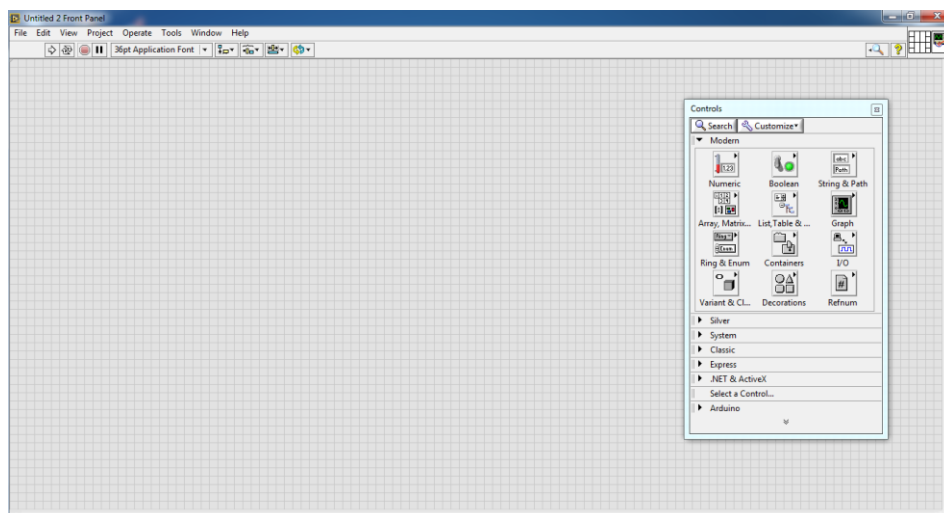 Untitled 2 Front Panel
File Edit View Project Operate Tools Window Help
36pt Application Font
Controls
Search Customize
Modern
Numeric Boolean String & Path
Array, Matrix... List, Table & ... Graph
Ring & Enum Containers I/O
Variant & Cl... Decorations Refnum
Silver
System
Classic
Express
.NET & ActiveX
Select a Control...
Arduino